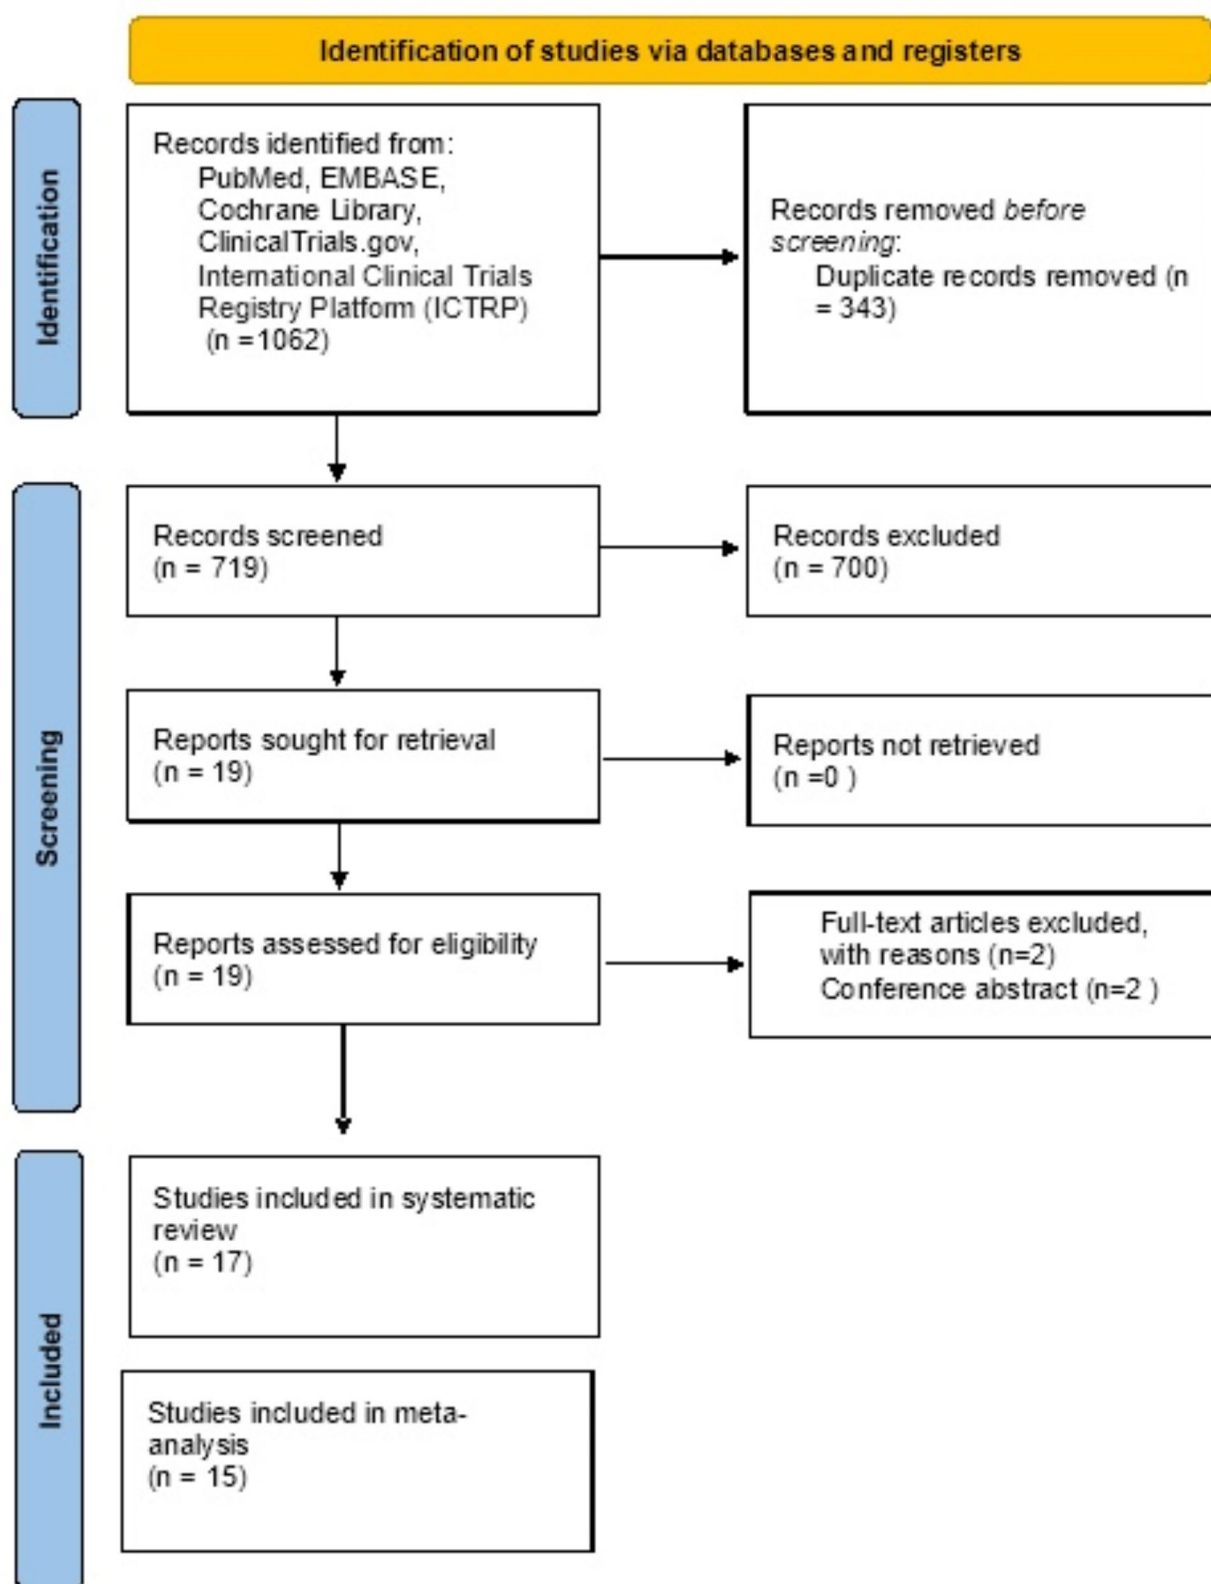 Identification of studies via databases and registers
Identification
Records identified from:
PubMed, EMBASE,
Cochrane Library,
ClinicalTrials.gov,
International Clinical Trials
Registry Platform (ICTRP)
(n =1062)
Records removed before
screening:
Duplicate records removed (n
= 343)
Screening
Records screened
(n = 719)
Records excluded
(n = 700)
Reports sought for retrieval
(n = 19)
Reports not retrieved
(n =0 )
Reports assessed for eligibility
(n = 19)
Full-text articles excluded,
with reasons (n=2)
Conference abstract (n=2 )
Included
Studies included in systematic
review
(n = 17)
Studies included in meta-
analysis
(n = 15)